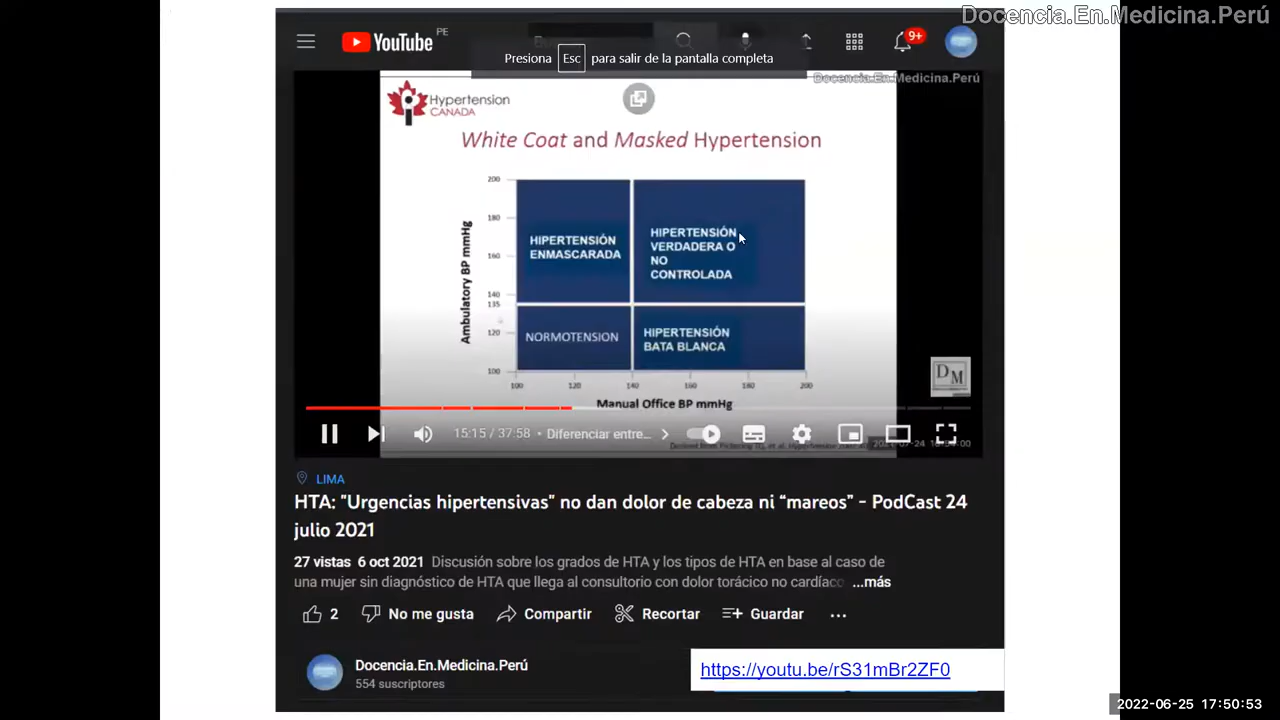 Docencia.En.Medicina.Perú
YouTube PE
9+
Presiona Esc para salir de la pantalla completa
Docencia.En.Medicina.Perú
Hypertension
CANADA
White Coat and Masked Hypertension
Ambulatory BP mmHg
200
180
160
140
135
120
100
HIPERTENSIÓN
ENMASCARADA
HIPERTENSIÓN
VERDADERA O
NO
CONTROLADA
NORMOTENSION
HIPERTENSIÓN
BATA BLANCA
100 120 140 160 180 200
Manual Office BP mmHg
DM
15:15 / 37:58 • Diferenciar entre...
LIMA
HTA: "Urgencias hipertensivas" no dan dolor de cabeza ni “mareos” - PodCast 24
julio 2021
27 vistas 6 oct 2021 Discusión sobre los grados de HTA y los tipos de HTA en base al caso de
una mujer sin diagnóstico de HTA que llega al consultorio con dolor torácico no cardíaco ...más
2 No me gusta Compartir Recortar Guardar
Docencia.En.Medicina.Perú
554 suscriptores
https://youtu.be/rS31mBr2ZF0
2022-06-25 17:50:53